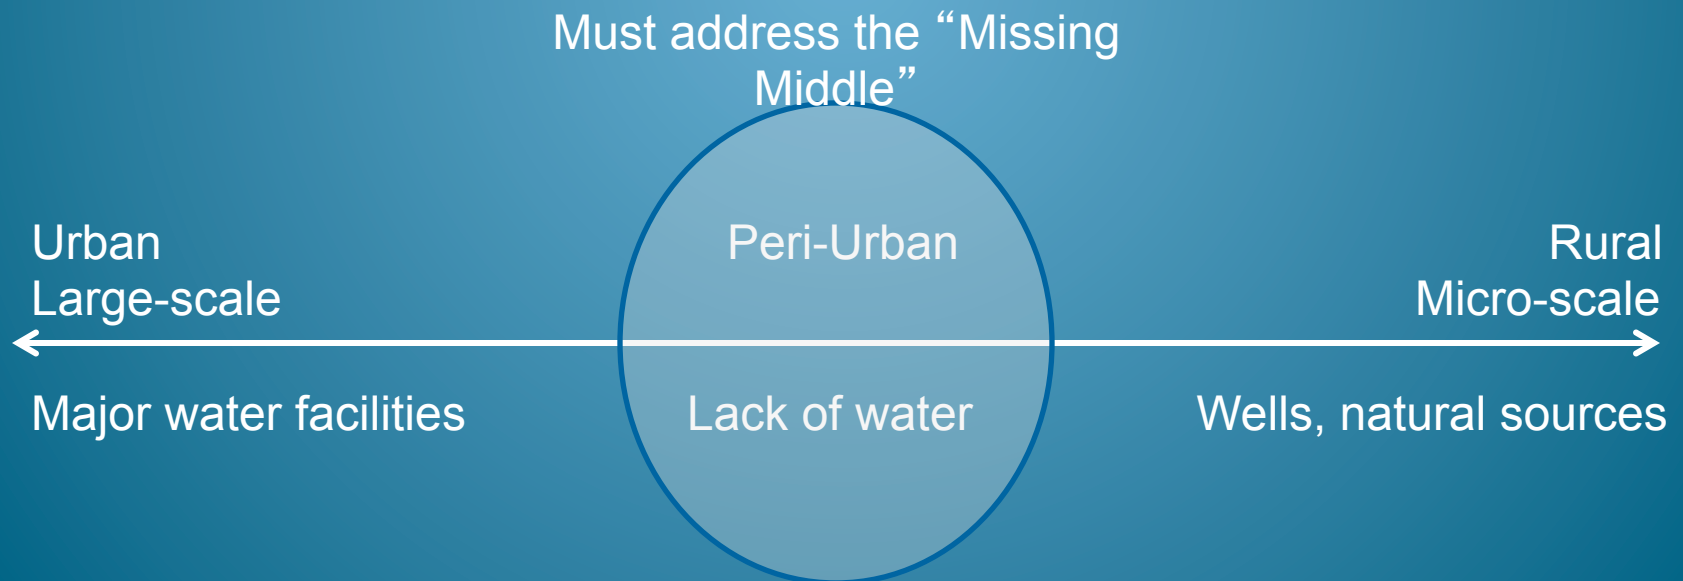 Must address the “Missing
Middle”
Urban
Large-scale
Peri-Urban
Rural
Micro-scale
Major water facilities
Lack of water
Wells, natural sources